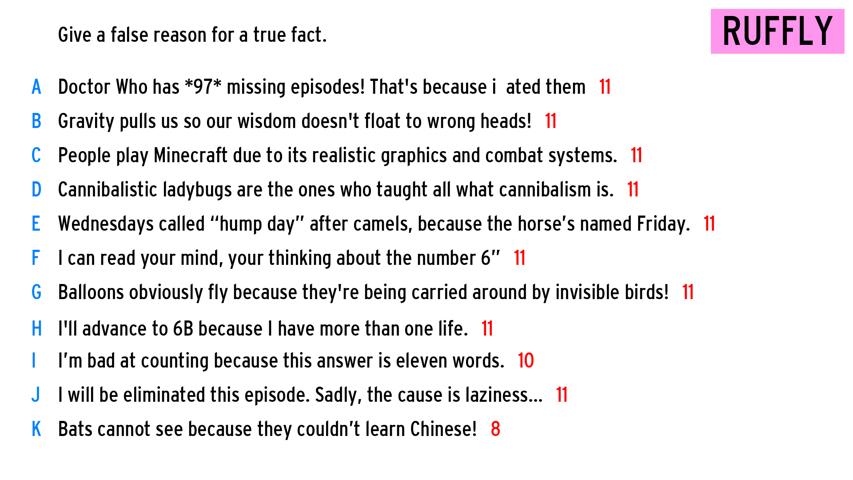 Give a false reason for a true fact.
RUFFLY
A Doctor Who has *97* missing episodes! That's because i ated them 11
B Gravity pulls us so our wisdom doesn't float to wrong heads! 11
C People play Minecraft due to its realistic graphics and combat systems. 11
D Cannibalistic ladybugs are the ones who taught all what cannibalism is. 11
E Wednesdays called “hump day” after camels, because the horse’s named Friday. 11
F I can read your mind, your thinking about the number 6” 11
G Balloons obviously fly because they're being carried around by invisible birds! 11
H I'll advance to 6B because I have more than one life. 11
I I’m bad at counting because this answer is eleven words. 10
J I will be eliminated this episode. Sadly, the cause is laziness... 11
K Bats cannot see because they couldn’t learn Chinese! 8